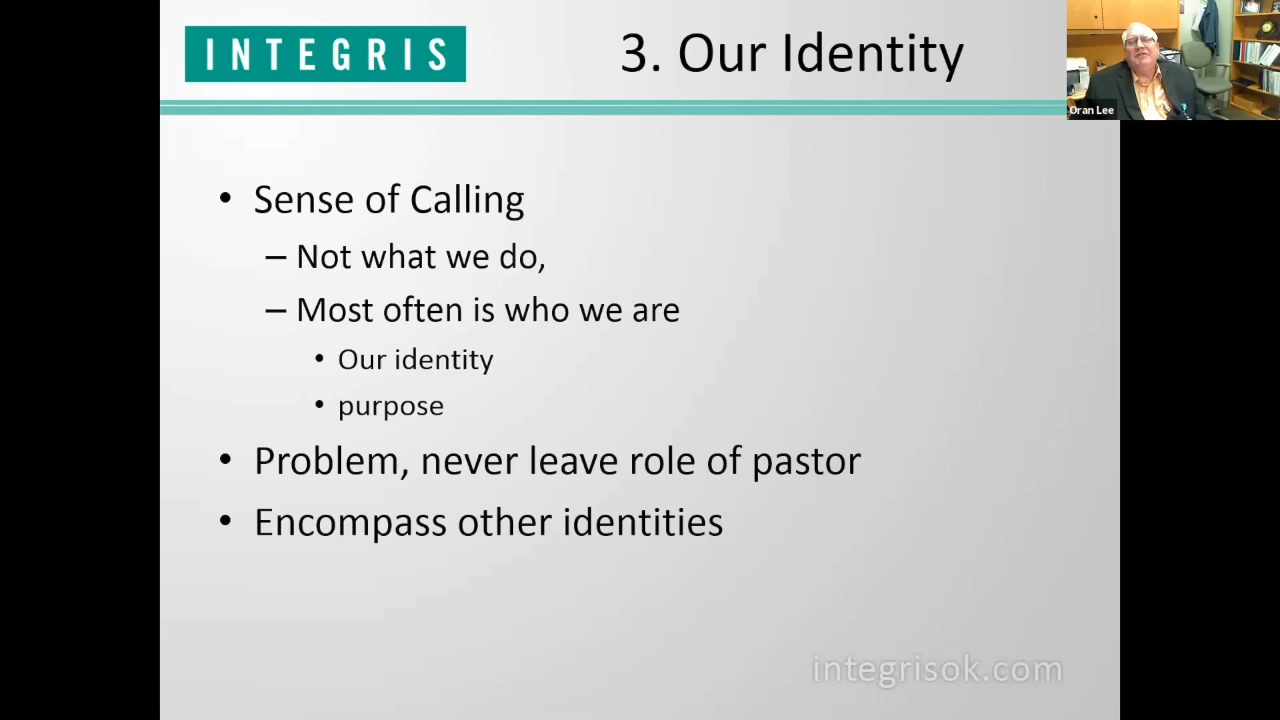 INTEGRIS
3. Our Identity
Oran Lee
• Sense of Calling
– Not what we do,
– Most often is who we are
• Our identity
• purpose
• Problem, never leave role of pastor
• Encompass other identities
integrisok.com